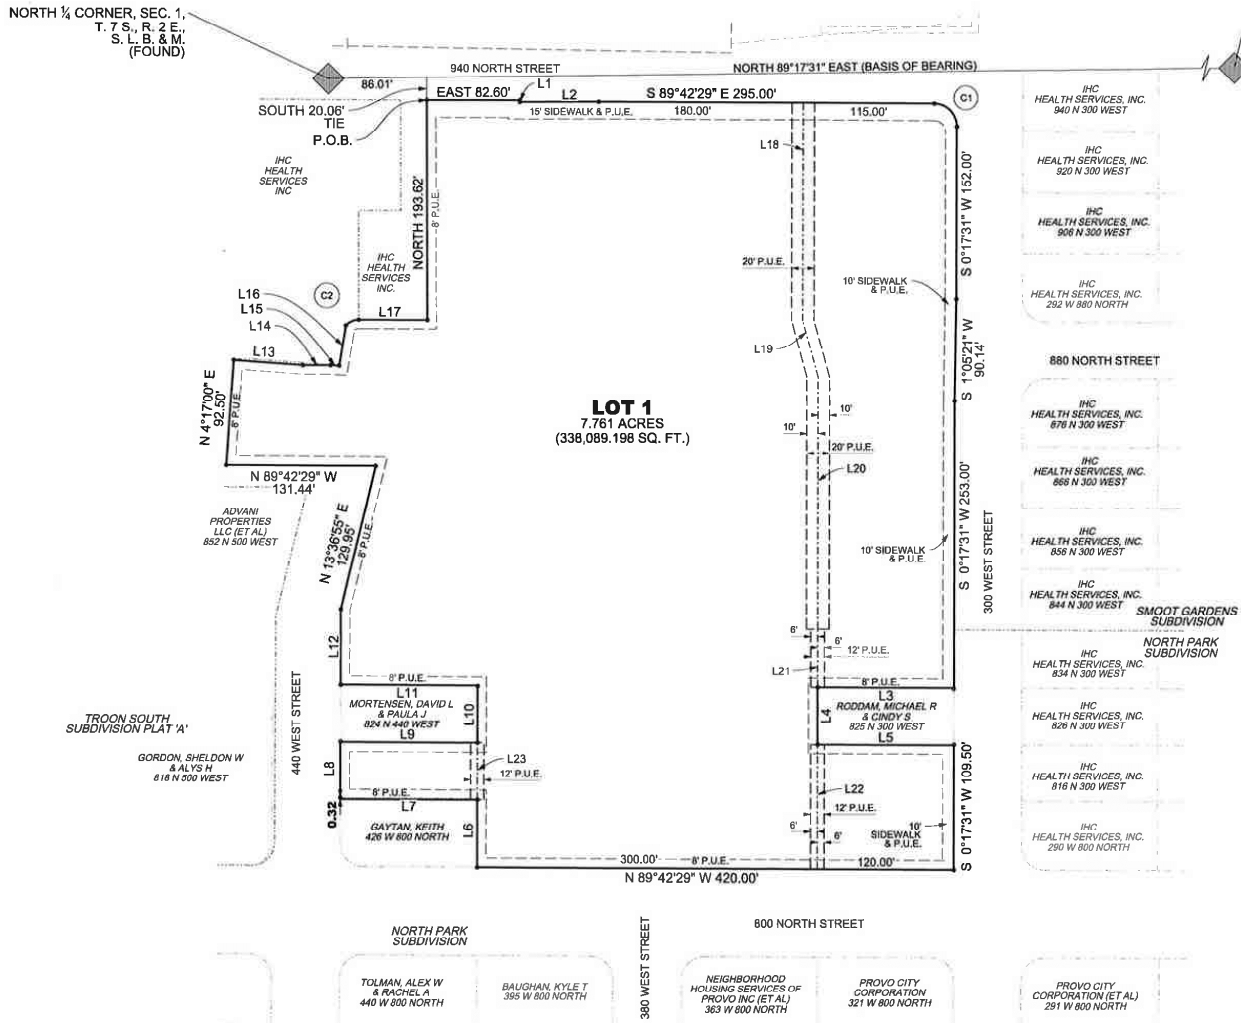 NORTH ¼ CORNER, SEC. 1,
T. 7 S., R. 2 E.,
S. L. B. & M.
(FOUND)
86.01'
940 NORTH STREET
NORTH 89°17'31" EAST (BASIS OF BEARING)
SOUTH 20.06'
TIE
P.O.B.
EAST 82.60'
L1
L2
S 89°42'29" E 295.00'
15' SIDEWALK & P.U.E.
180.00'
115.00'
C1
IHC
HEALTH SERVICES, INC.
940 N 300 WEST
IHC
HEALTH SERVICES, INC.
920 N 300 WEST
IHC
HEALTH SERVICES, INC.
906 N 300 WEST
IHC
HEALTH SERVICES, INC.
292 W 880 NORTH
IHC
HEALTH
SERVICES
INC
NORTH 193.62'
8' P.U.E.
IHC
HEALTH
SERVICES
INC.
L18
20' P.U.E.
S 0°17'31" W 152.00'
10' SIDEWALK
& P.U.E.
L19
S 1°05'21" W
90.14'
880 NORTH STREET
C2
L16
L15
L14
L13
L17
N 4°17'00" E
92.50'
8' P.U.E.
LOT 1
7.761 ACRES
(338,089.198 SQ. FT.)
10'
10'
20' P.U.E.
L20
IHC
HEALTH SERVICES, INC.
876 N 300 WEST
IHC
HEALTH SERVICES, INC.
866 N 300 WEST
IHC
HEALTH SERVICES, INC.
856 N 300 WEST
IHC
HEALTH SERVICES, INC.
844 N 300 WEST
N 89°42'29" W
131.44'
ADVANI
PROPERTIES
LLC (ET AL)
852 N 500 WEST
N 13°36'55" E
129.95'
8' P.U.E.
S 0°17'31" W 253.00'
10' SIDEWALK
& P.U.E.
300 WEST STREET
SMOOT GARDENS
SUBDIVISION
NORTH PARK
SUBDIVISION
L12
6'
6'
12' P.U.E.
L21
8' P.U.E.
L3
L4
RODDAM, MICHAEL R
& CINDY S
825 N 300 WEST
L5
IHC
HEALTH SERVICES, INC.
834 N 300 WEST
IHC
HEALTH SERVICES, INC.
826 N 300 WEST
IHC
HEALTH SERVICES, INC.
816 N 300 WEST
IHC
HEALTH SERVICES, INC.
290 W 800 NORTH
8' P.U.E.
L11
MORTENSEN, DAVID L
& PAULA J
824 N 440 WEST
L10
L9
TROON SOUTH
SUBDIVISION PLAT 'A'
GORDON, SHELDON W
& ALYS H
818 N 500 WEST
440 WEST STREET
L8
L23
12' P.U.E.
8' P.U.E.
L7
0.32
GAYTAN, KEITH
426 W 800 NORTH
L6
L22
12' P.U.E.
6'
6'
10'
SIDEWALK
& P.U.E.
S 0°17'31" W 109.50'
300.00'
8' P.U.E.
120.00'
N 89°42'29" W 420.00'
800 NORTH STREET
NORTH PARK
SUBDIVISION
380 WEST STREET
TOLMAN, ALEX W
& RACHEL A
440 W 800 NORTH
BAUGHAN, KYLE T
395 W 800 NORTH
NEIGHBORHOOD
HOUSING SERVICES OF
PROVO INC (ET AL)
363 W 800 NORTH
PROVO CITY
CORPORATION
321 W 800 NORTH
PROVO CITY
CORPORATION (ET AL)
291 W 800 NORTH